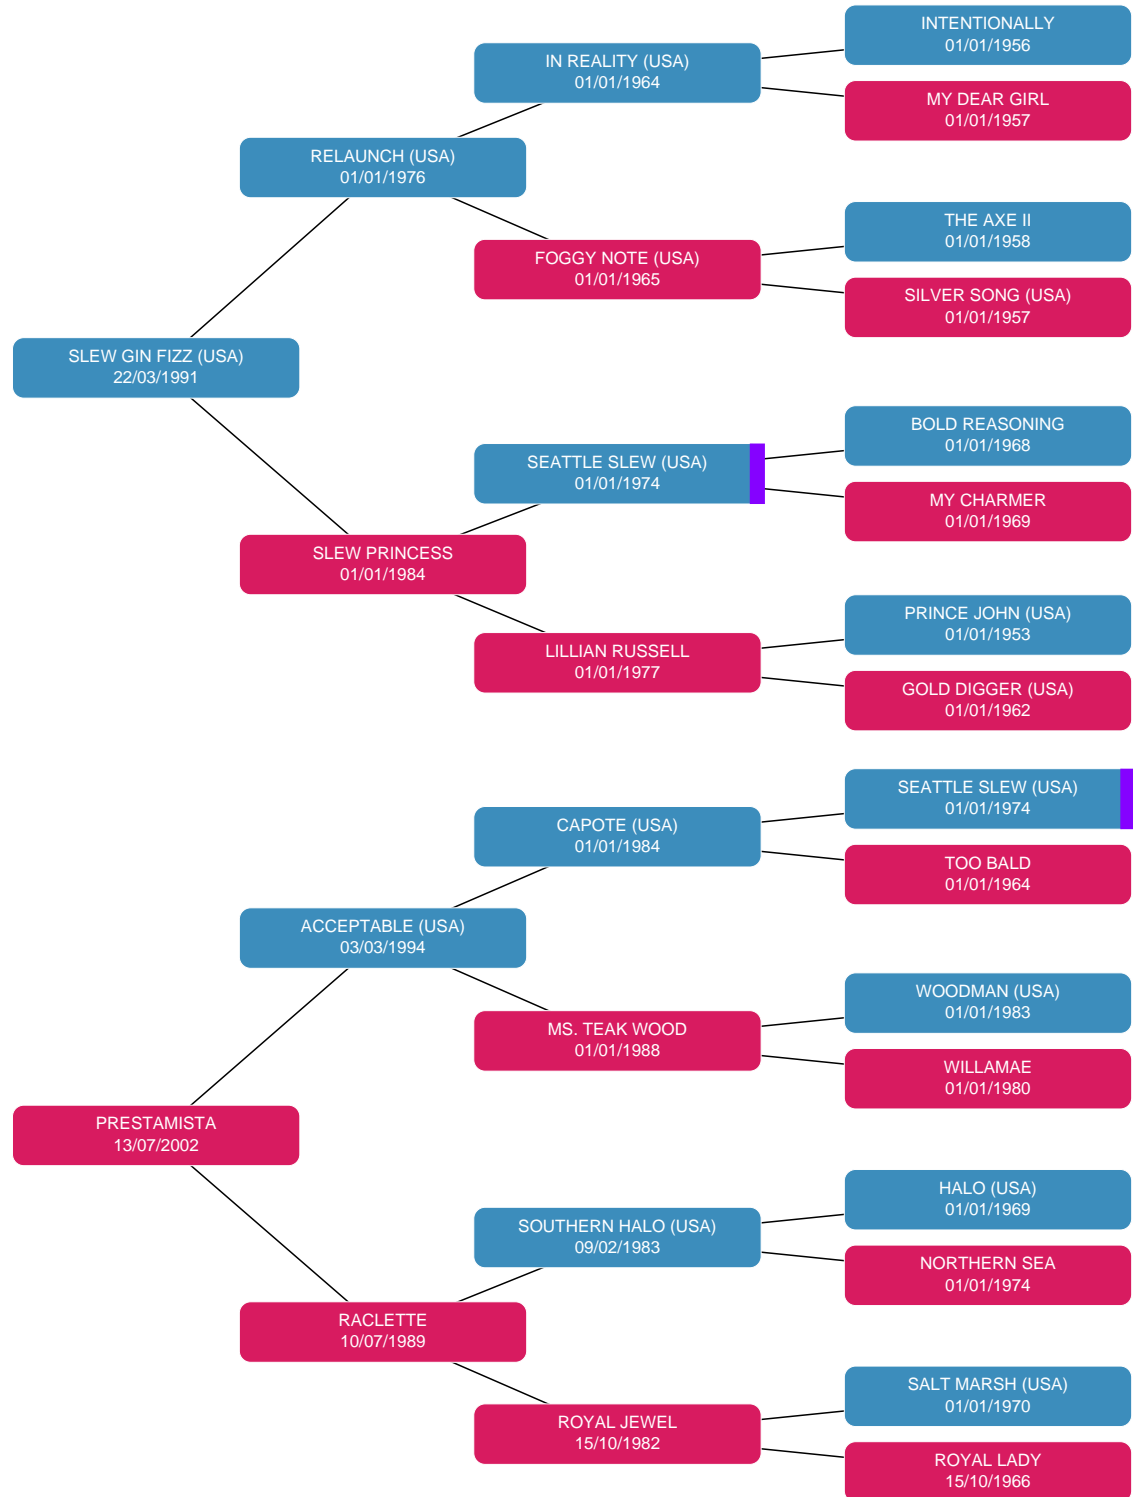 INTENTIONALLY
01/01/1956
IN REALITY (USA)
01/01/1964
MY DEAR GIRL
01/01/1957
RELAUNCH (USA)
01/01/1976
THE AXE II
01/01/1958
FOGGY NOTE (USA)
01/01/1965
SILVER SONG (USA)
01/01/1957
SLEW GIN FIZZ (USA)
22/03/1991
BOLD REASONING
01/01/1968
SEATTLE SLEW (USA)
01/01/1974
MY CHARMER
01/01/1969
SLEW PRINCESS
01/01/1984
PRINCE JOHN (USA)
01/01/1953
LILLIAN RUSSELL
01/01/1977
GOLD DIGGER (USA)
01/01/1962
SEATTLE SLEW (USA)
01/01/1974
CAPOTE (USA)
01/01/1984
TOO BALD
01/01/1964
ACCEPTABLE (USA)
03/03/1994
WOODMAN (USA)
01/01/1983
MS. TEAK WOOD
01/01/1988
WILLAMAE
01/01/1980
PRESTAMISTA
13/07/2002
HALO (USA)
01/01/1969
SOUTHERN HALO (USA)
09/02/1983
NORTHERN SEA
01/01/1974
RACLETTE
10/07/1989
SALT MARSH (USA)
01/01/1970
ROYAL JEWEL
15/10/1982
ROYAL LADY
15/10/1966